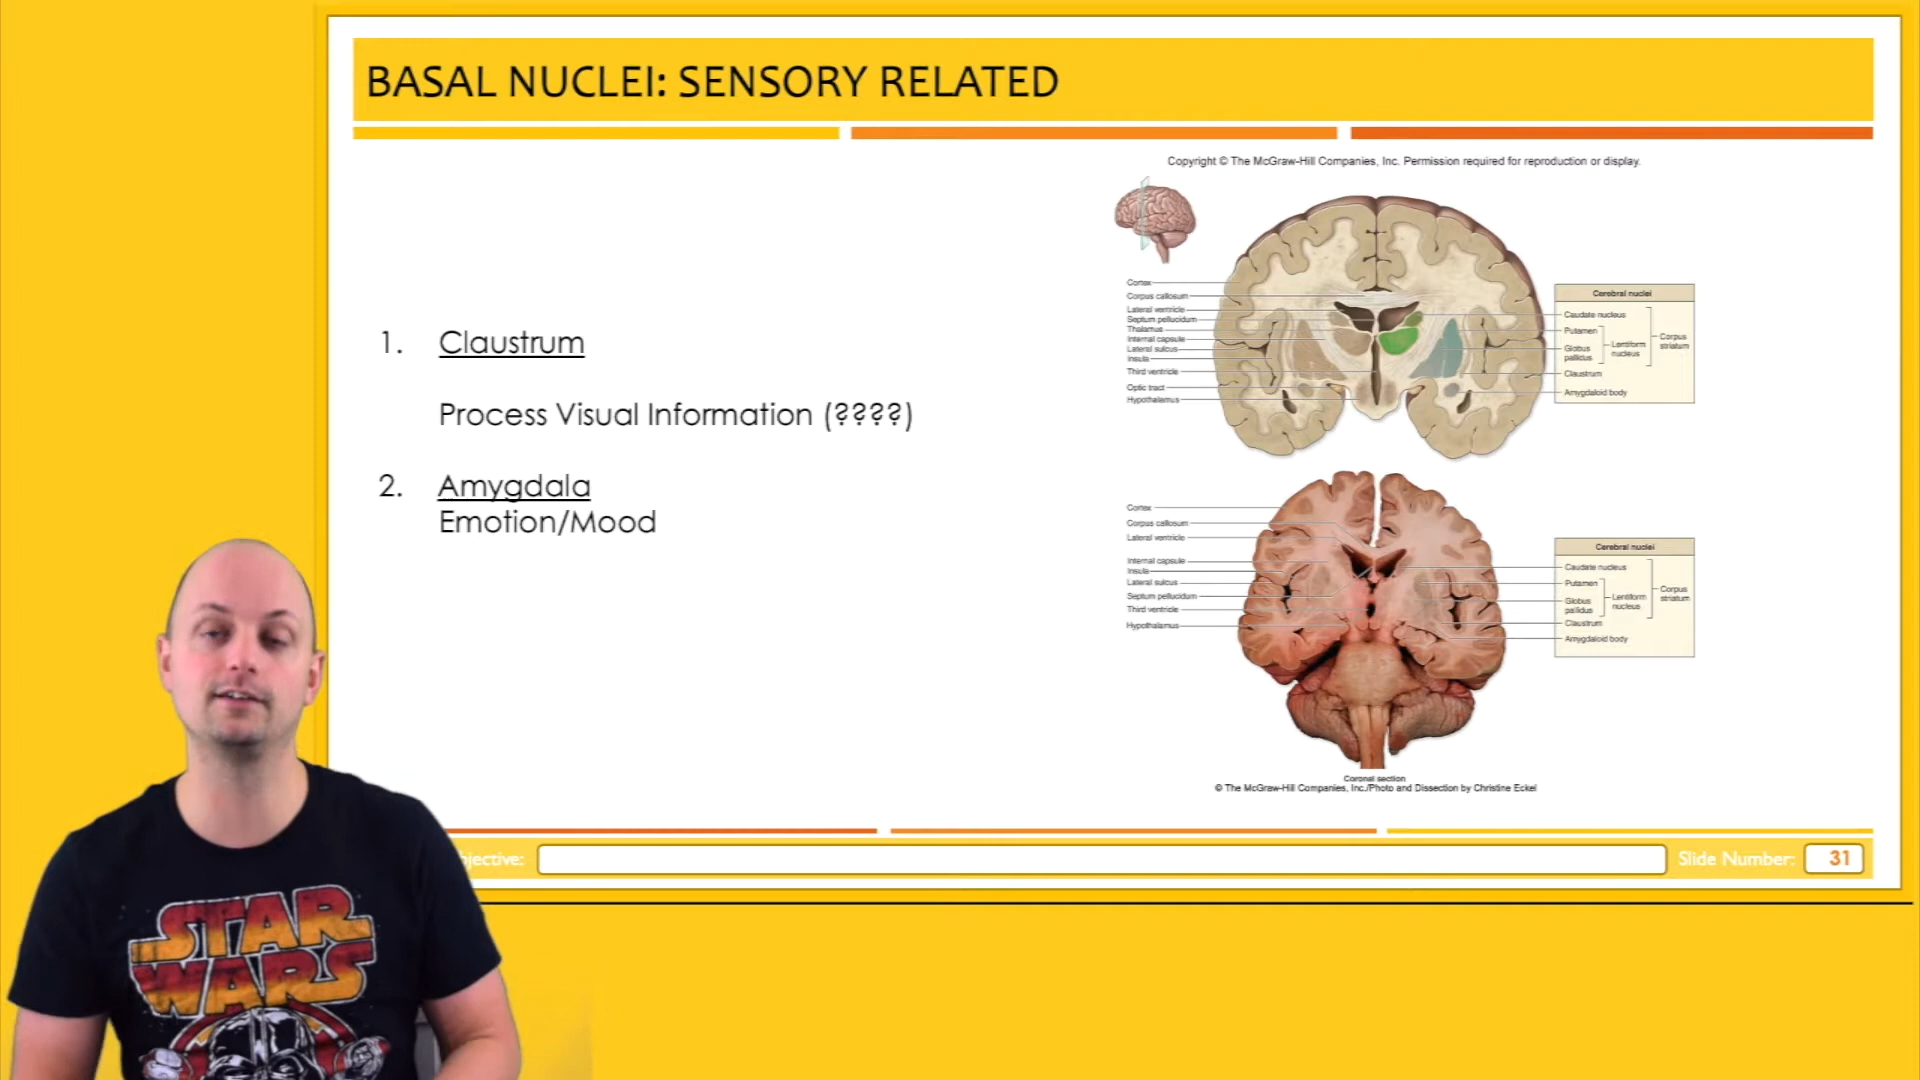 BASAL NUCLEI: SENSORY RELATED
Copyright © The McGraw-Hill Companies, Inc. Permission required for reproduction or display.
1. Claustrum
Process Visual Information (????)
2. Amygdala
Emotion/Mood
Cortex
Corpus callosum
Lateral ventricle
Septum pellucidum
Thalamus
Internal capsule
Lateral sulcus
Insula
Third ventricle
Optic tract
Hypothalamus
Cerebral nuclei
Caudate nucleus
Putamen
Globus
pallidus
Lentiform
nucleus
Corpus
striatum
Claustrum
Amygdaloid body
Cortex
Corpus callosum
Lateral ventricle
Internal capsule
Insula
Lateral sulcus
Septum pellucidum
Third ventricle
Hypothalamus
Cerebral nuclei
Caudate nucleus
Putamen
Globus
pallidus
Lentiform
nucleus
Corpus
striatum
Claustrum
Amygdaloid body
Coronal section
© The McGraw-Hill Companies, Inc./Photo and Dissection by Christine Eckel
jective:
Slide Number: 31
STAR
WARS